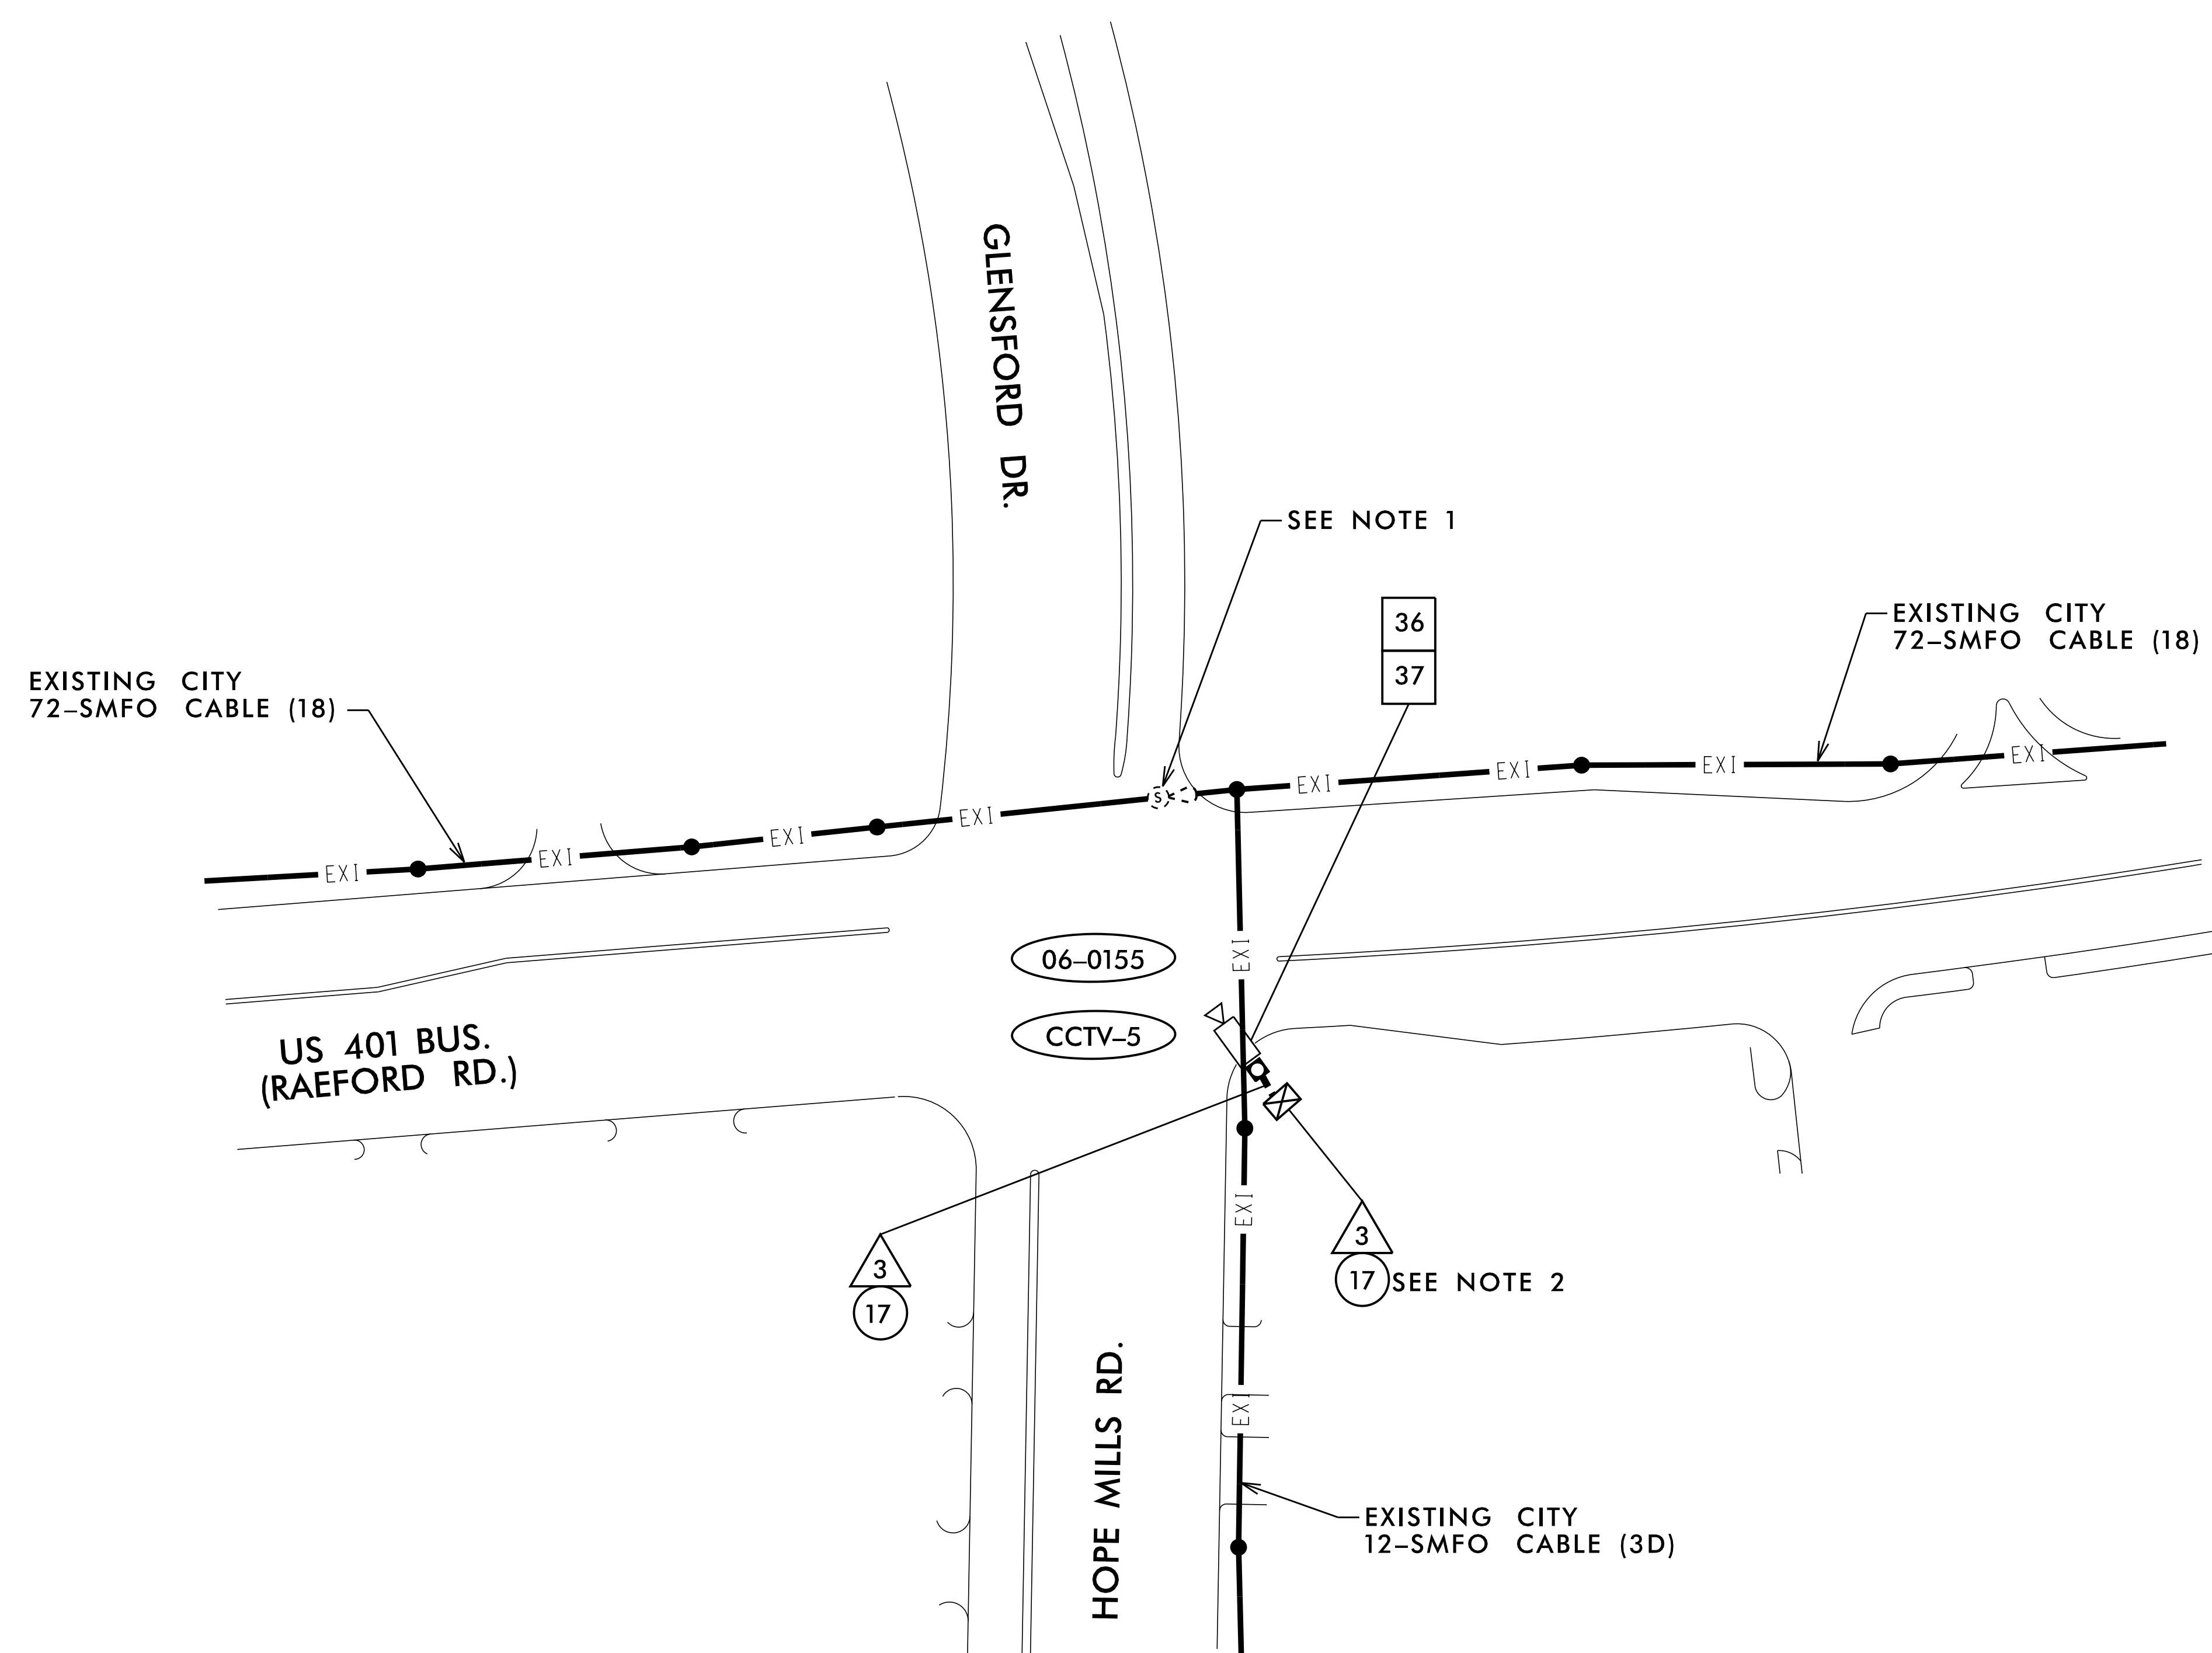 GLENSFORD DR.
SEE NOTE 1
36
37
EXISTING CITY
72–SMFO CABLE (18)
EXISTING CITY
72–SMFO CABLE (18)
EXI
EXI
EXI
EXI
S
EXI
EXI
EXI
EXI
EXI
06–0155
CCTV–5
US 401 BUS.
(RAEFORD RD.)
EXI
3
17
3
17
SEE NOTE 2
HOPE MILLS RD.
EXI
EXISTING CITY
12–SMFO CABLE (3D)